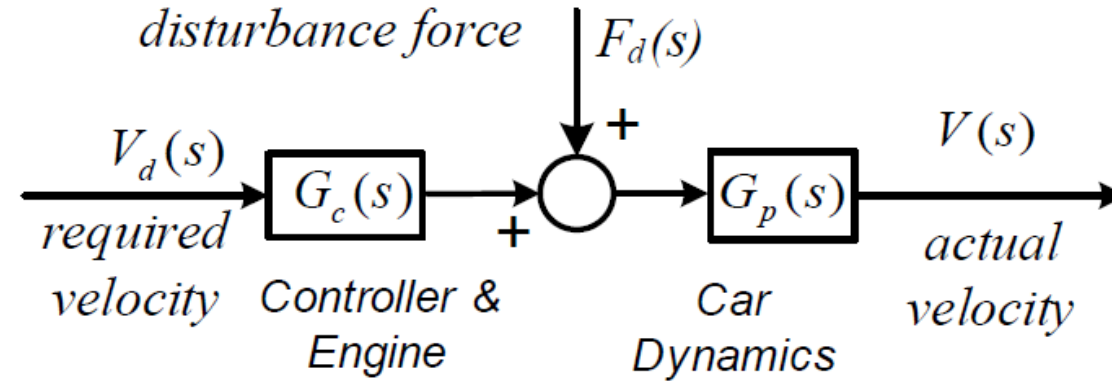 disturbance force
F_d(s)
+
V_d(s)
V(s)
G_c(s)
G_p(s)
+
required
velocity
Controller &
Engine
Car
Dynamics
actual
velocity